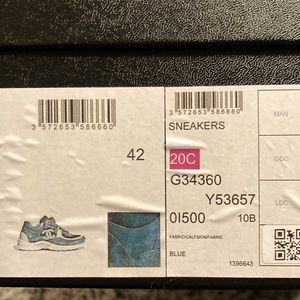 3 572653 586660
42
3 572653 586660
SNEAKERS
20C
G34360
Y53657
0I500
10B
FABRIC/CALFSKIN/FABRIC
BLUE
1396643
MAN
QDC
LDC